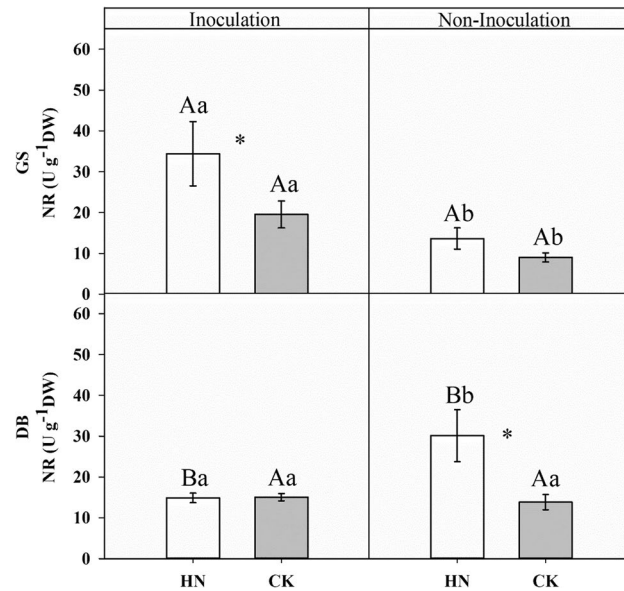 Inoculation Non-Inoculation
GS
NR (U g-1DW)
60
50
40
30
20
10
0
Aa
*
Aa
Ab
Ab
DB
NR (U g-1DW)
60
50
40
30
20
10
0
Ba
Aa
Bb
*
Aa
HN CK HN CK